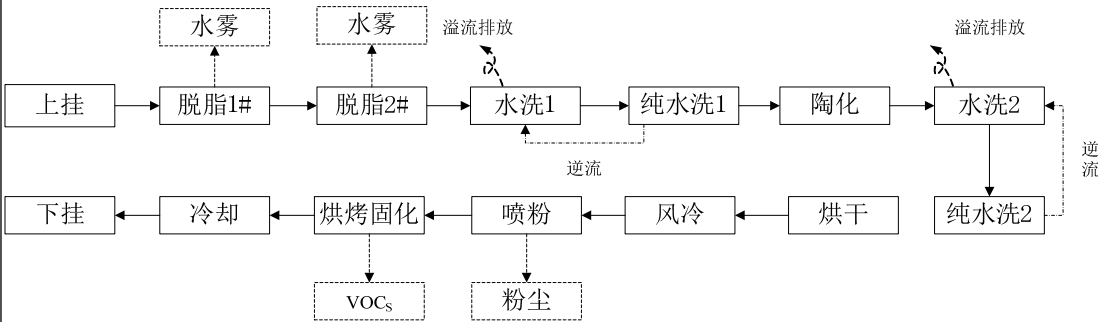 水雾
水雾
溢流排放
溢流排放
上挂
脱脂1#
脱脂2#
水洗1
纯水洗1
陶化
水洗2
逆流
逆流
下挂
冷却
烘烤固化
喷粉
风冷
烘干
纯水洗2
VOCS
粉尘